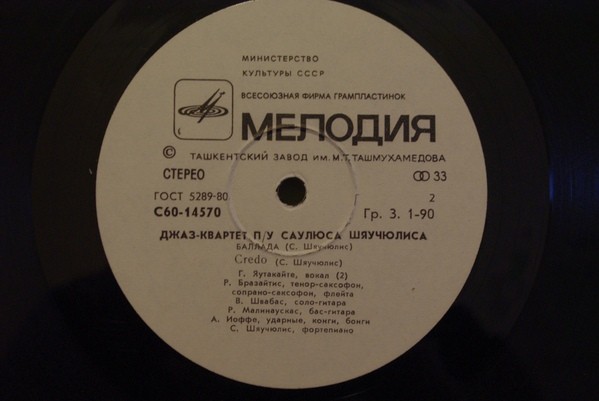 МИНИСТЕРСТВО
КУЛЬТУРЫ СССР
ВСЕСОЮЗНАЯ ФИРМА ГРАМПЛАСТИНОК
МЕЛОДИЯ
© ТАШКЕНТСКИЙ ЗАВОД ИМ. М.Т. ТАШМУХАМЕДОВА
СТЕРЕО 33
ГОСТ 5289-80 Г 2
С60-14570 Гр. 3. 1-90
ДЖАЗ-КВАРТЕТ П/У САУЛЮСА ШЯУЧЮЛИСА
БАЛЛАДА (С. Шяучюлис)
Credo (С. Шяучюлис)
Г. Яутакайте, вокал (2)
Р. Бразайтис, тенор-саксофон,
сопрано-саксофон, флейта
В. Швабас, соло-гитара
Р. Малинаускас, бас-гитара
А. Иоффе, ударные, конги, бонги
С. Шяучюлис, фортепиано